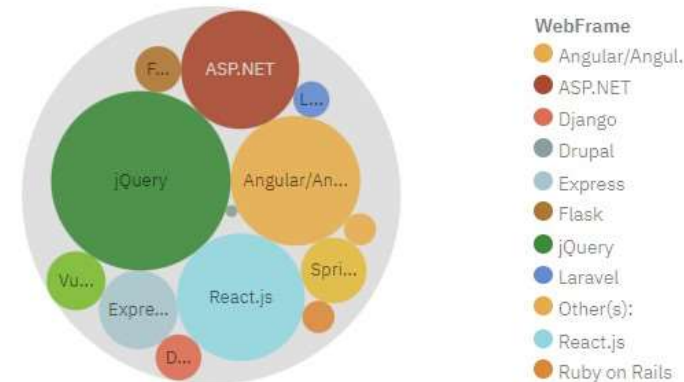 F...
ASP.NET
L...
jQuery
Angular/An...
Vu...
Expre...
React.js
Spri...
D...
WebFrame
Angular/Angul.
ASP.NET
Django
Drupal
Express
Flask
jQuery
Laravel
Other(s):
React.js
Ruby on Rails